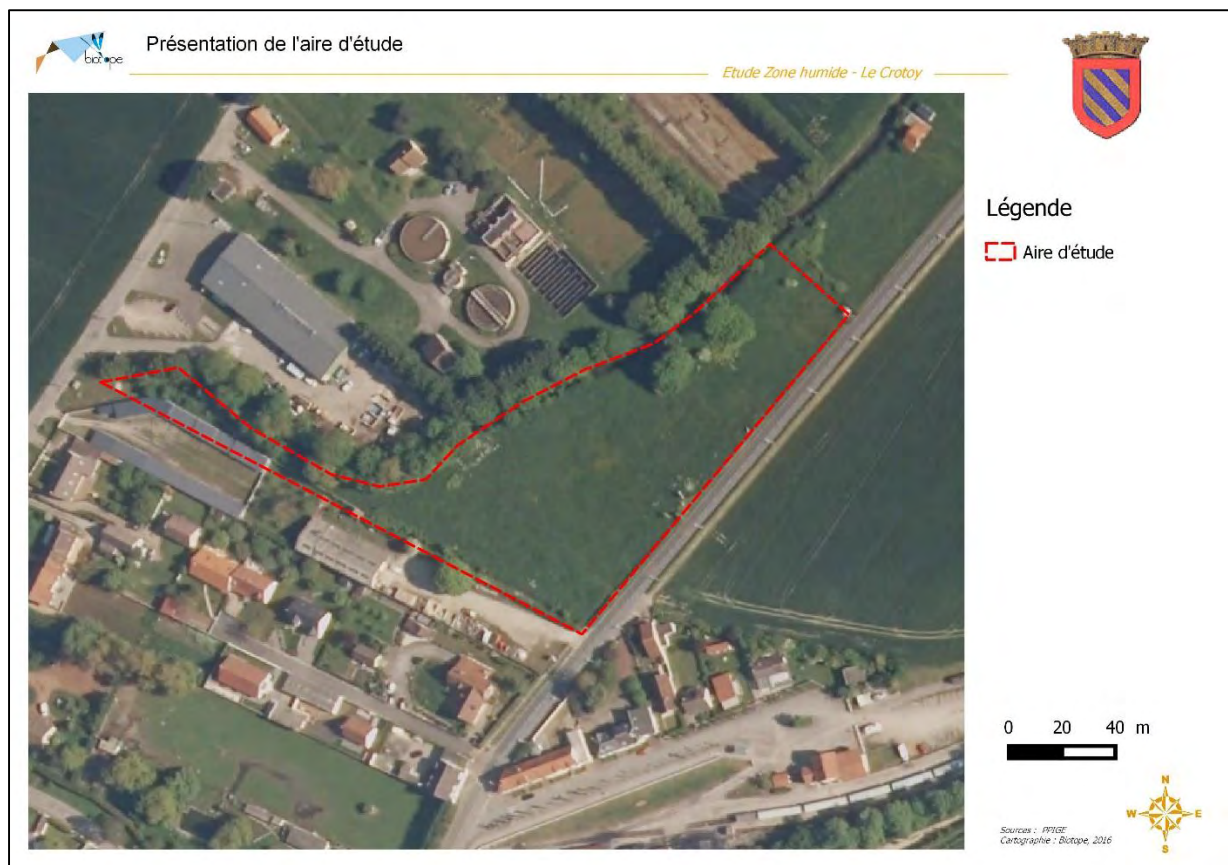 biotope
Présentation de l'aire d'étude
Etude Zone humide - Le Crotoy
Légende
Aire d'étude
0 20 40 m
N
W E
S
Sources : PPIGE
Cartographie : Biotope, 2016